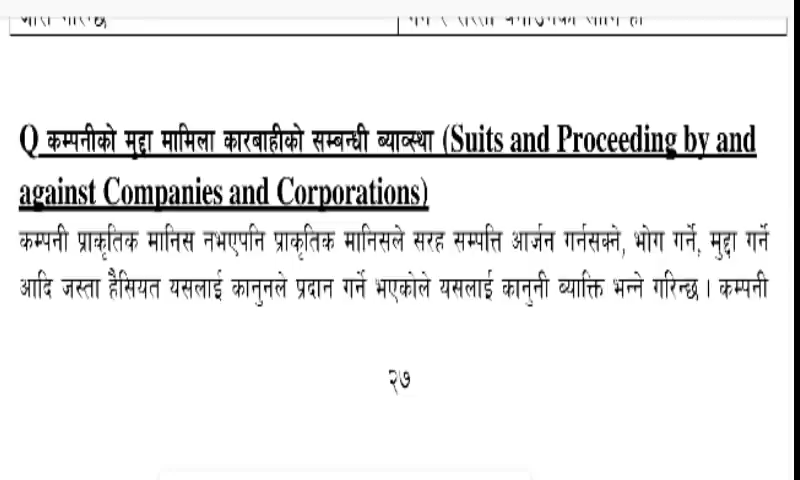 जारी गरिन्छ
Q कम्पनीको मुद्दा मामिला कारबाहीको सम्बन्धी ब्याव्स्था (Suits and Proceeding by and
against Companies and Corporations)
कम्पनी प्राकृतिक मानिस नभएपनि प्राकृतिक मानिसले सरह सम्पत्ति आर्जन गर्नसक्ने, भोग गर्ने, मुद्दा गर्ने
आदि जस्ता हैसियत यसलाई कानुनले प्रदान गर्ने भएकोले यसलाई कानुनी ब्याक्ति भन्ने गरिन्छ । कम्पनी
२७